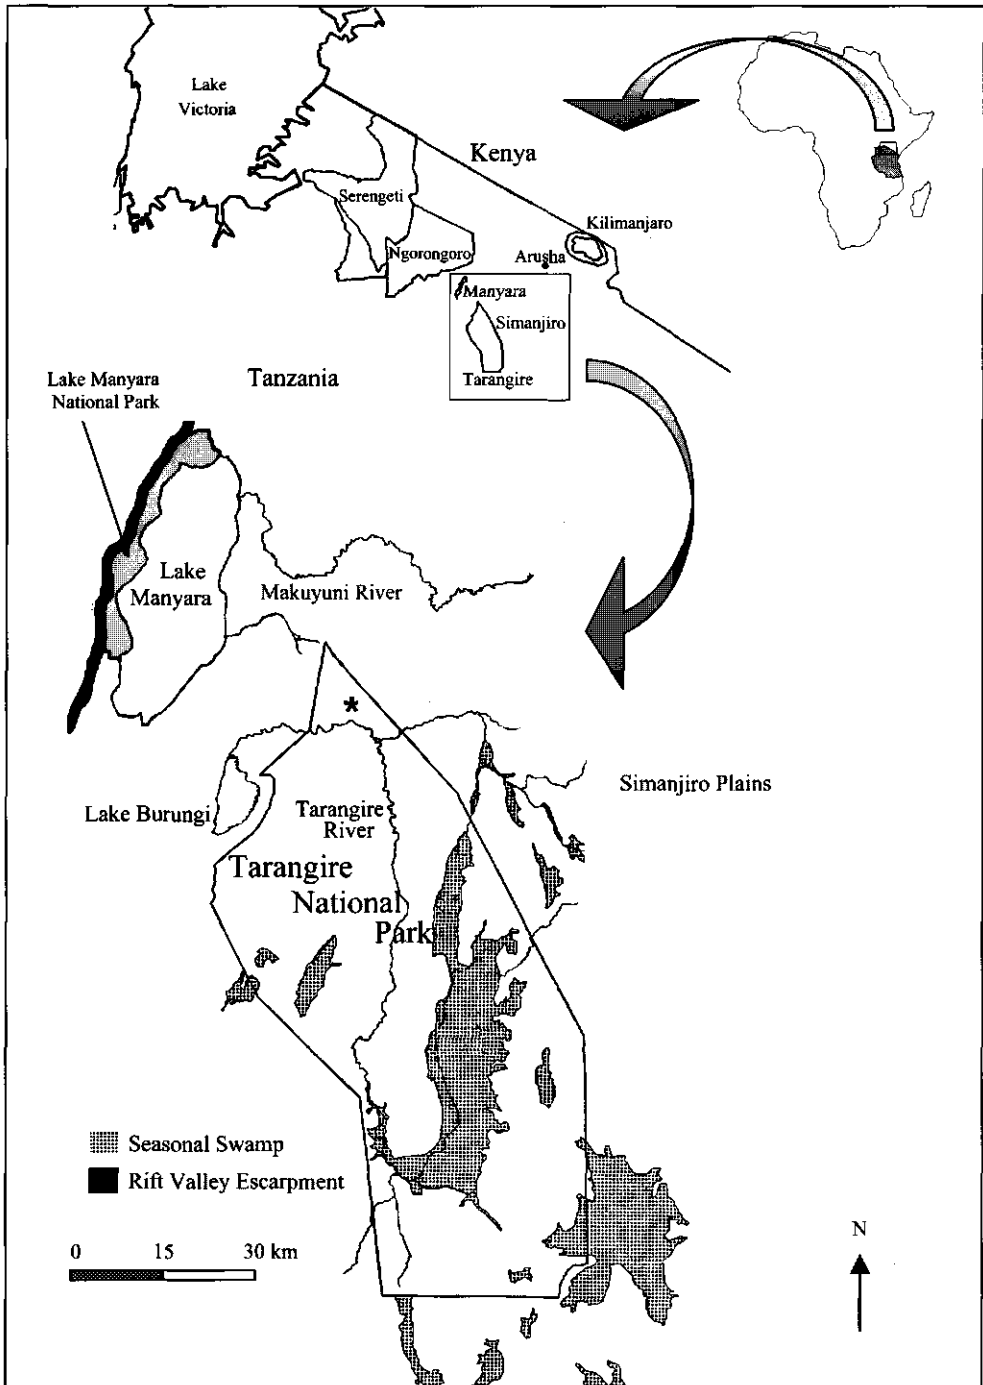 Lake
Victoria
Kenya
Serengeti
Kilimanjaro
Ngorongoro
Arusha
Manyara
Simanjiro
Tarangire
Lake Manyara
National Park
Tanzania
Lake
Manyara
Makuyuni River
*
Simanjiro Plains
Lake Burungi
Tarangire
River
Tarangire
National
Park
Seasonal Swamp
Rift Valley Escarpment
0 15 30 km
N